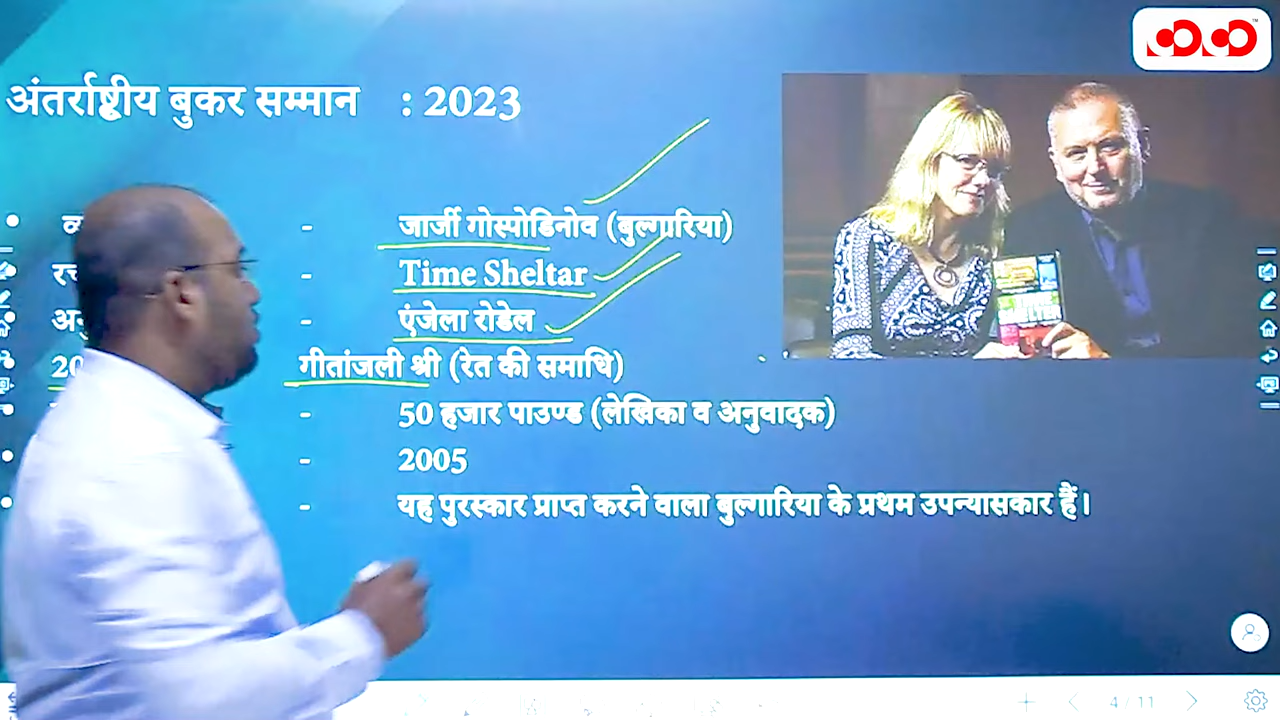 अंतर्राष्ट्रीय बुकर सम्मान : 2023
- जार्जी गोस्पोडिनोव (बुल्गारिया)
- Time Sheltar
- एंजेला रोडेल
20 गीतांजली श्री (रेत की समाधि)
- 50 हजार पाउण्ड (लेखिका व अनुवादक)
- 2005
- यह पुरस्कार प्राप्त करने वाला बुल्गारिया के प्रथम उपन्यासकार हैं।
4 / 11